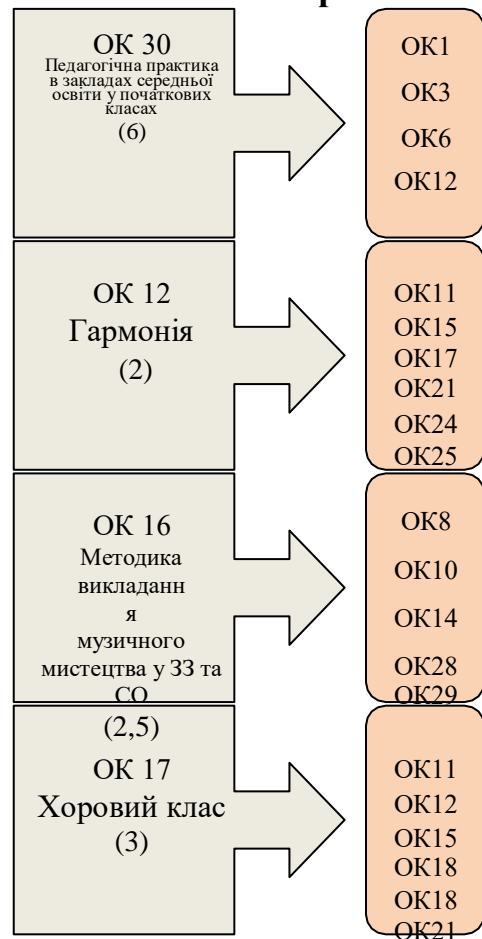 ОК 30
Педагогічна практика
в закладах середньої
освіти у початкових
класах
(6)
ОК1
ОК3
ОК6
ОК12
ОК 12
Гармонія
(2)
ОК11
ОК15
ОК17
ОК21
ОК24
ОК25
ОК 16
Методика
викладанн
я
музичного
мистецтва у ЗЗ та
СО
(2,5)
ОК8
ОК10
ОК14
ОК28
ОК29
ОК 17
Хоровий клас
(3)
ОК11
ОК12
ОК15
ОК18
ОК18
ОК21